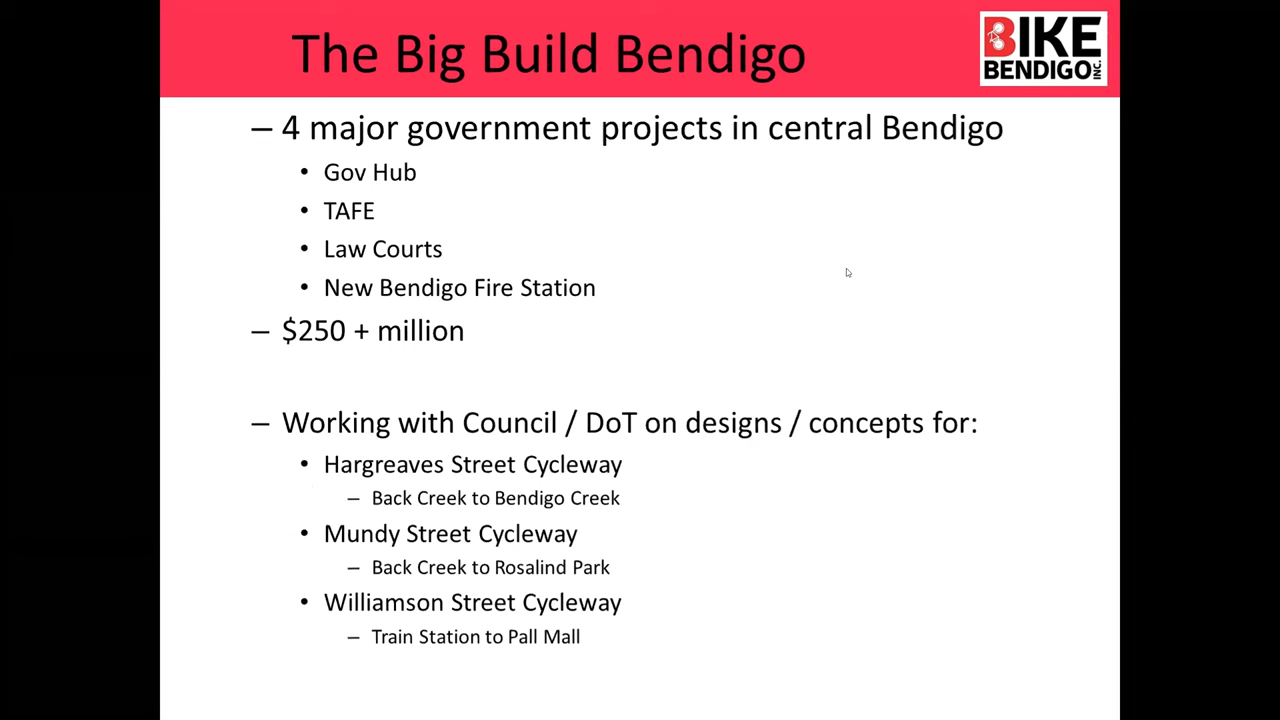 The Big Build Bendigo
BIKE
BENDIGO INC.
– 4 major government projects in central Bendigo
• Gov Hub
• TAFE
• Law Courts
• New Bendigo Fire Station
– $250 + million
– Working with Council / DoT on designs / concepts for:
• Hargreaves Street Cycleway
– Back Creek to Bendigo Creek
• Mundy Street Cycleway
– Back Creek to Rosalind Park
• Williamson Street Cycleway
– Train Station to Pall Mall